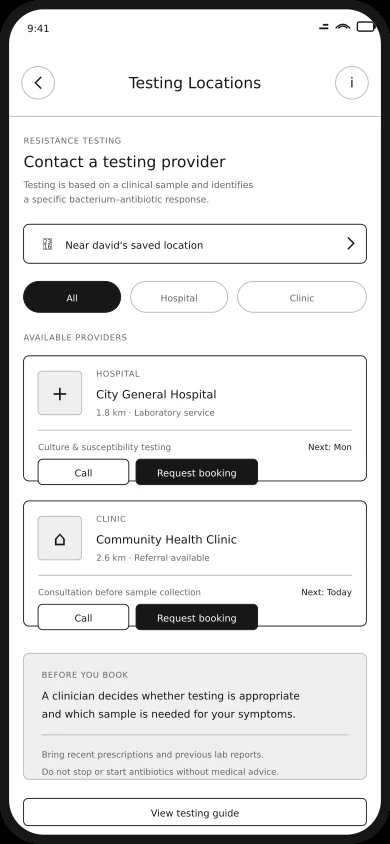 9:41
Testing Locations
i
RESISTANCE TESTING
Contact a testing provider
Testing is based on a clinical sample and identifies
a specific bacterium–antibiotic response.
Near david's saved location
All
Hospital
Clinic
AVAILABLE PROVIDERS
HOSPITAL
City General Hospital
1.8 km · Laboratory service
Culture & susceptibility testing
Next: Mon
Call
Request booking
CLINIC
Community Health Clinic
2.6 km · Referral available
Consultation before sample collection
Next: Today
Call
Request booking
BEFORE YOU BOOK
A clinician decides whether testing is appropriate
and which sample is needed for your symptoms.
Bring recent prescriptions and previous lab reports.
Do not stop or start antibiotics without medical advice.
View testing guide